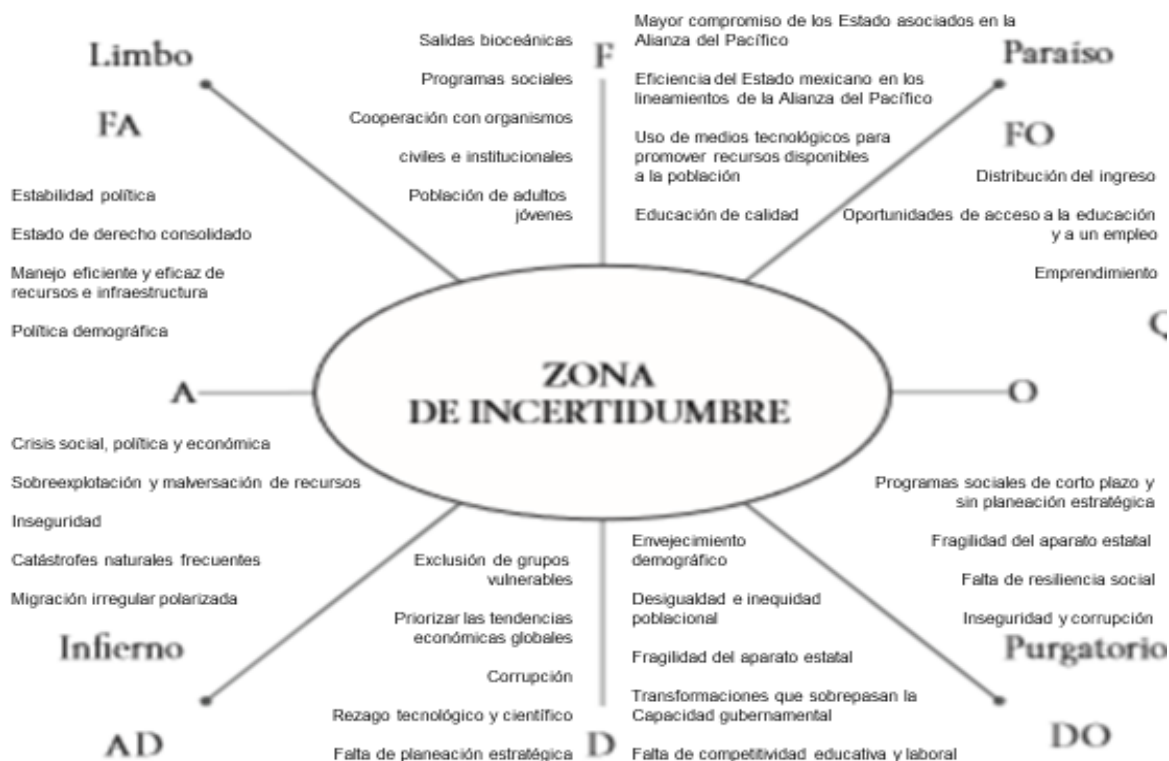 Limbo
FA
Estabilidad política
Estado de derecho consolidado
Manejo eficiente y eficaz de
recursos e infraestructura
Política demográfica
Salidas bioceánicas
Programas sociales
Cooperación con organismos
civiles e institucionales
Población de adultos
jóvenes
F
Mayor compromiso de los Estado asociados en la
Alianza del Pacífico
Eficiencia del Estado mexicano en los
lineamientos de la Alianza del Pacífico
Uso de medios tecnológicos para
promover recursos disponibles
a la población
Educación de calidad
Paraíso
FO
Distribución del ingreso
Oportunidades de acceso a la educación
y a un empleo
Emprendimiento
A
ZONA
DE INCERTIDUMBRE
O
Crisis social, política y económica
Sobreexplotación y malversación de recursos
Inseguridad
Catástrofes naturales frecuentes
Migración irregular polarizada
Infierno
AD
Exclusión de grupos
vulnerables
Priorizar las tendencias
económicas globales
Corrupción
Rezago tecnológico y científico
Falta de planeación estratégica
D
Envejecimiento
demográfico
Desigualdad e inequidad
poblacional
Fragilidad del aparato estatal
Transformaciones que sobrepasan la
Capacidad gubernamental
Falta de competitividad educativa y laboral
Programas sociales de corto plazo y
sin planeación estratégica
Fragilidad del aparato estatal
Falta de resiliencia social
Inseguridad y corrupción
Purgatorio
DO